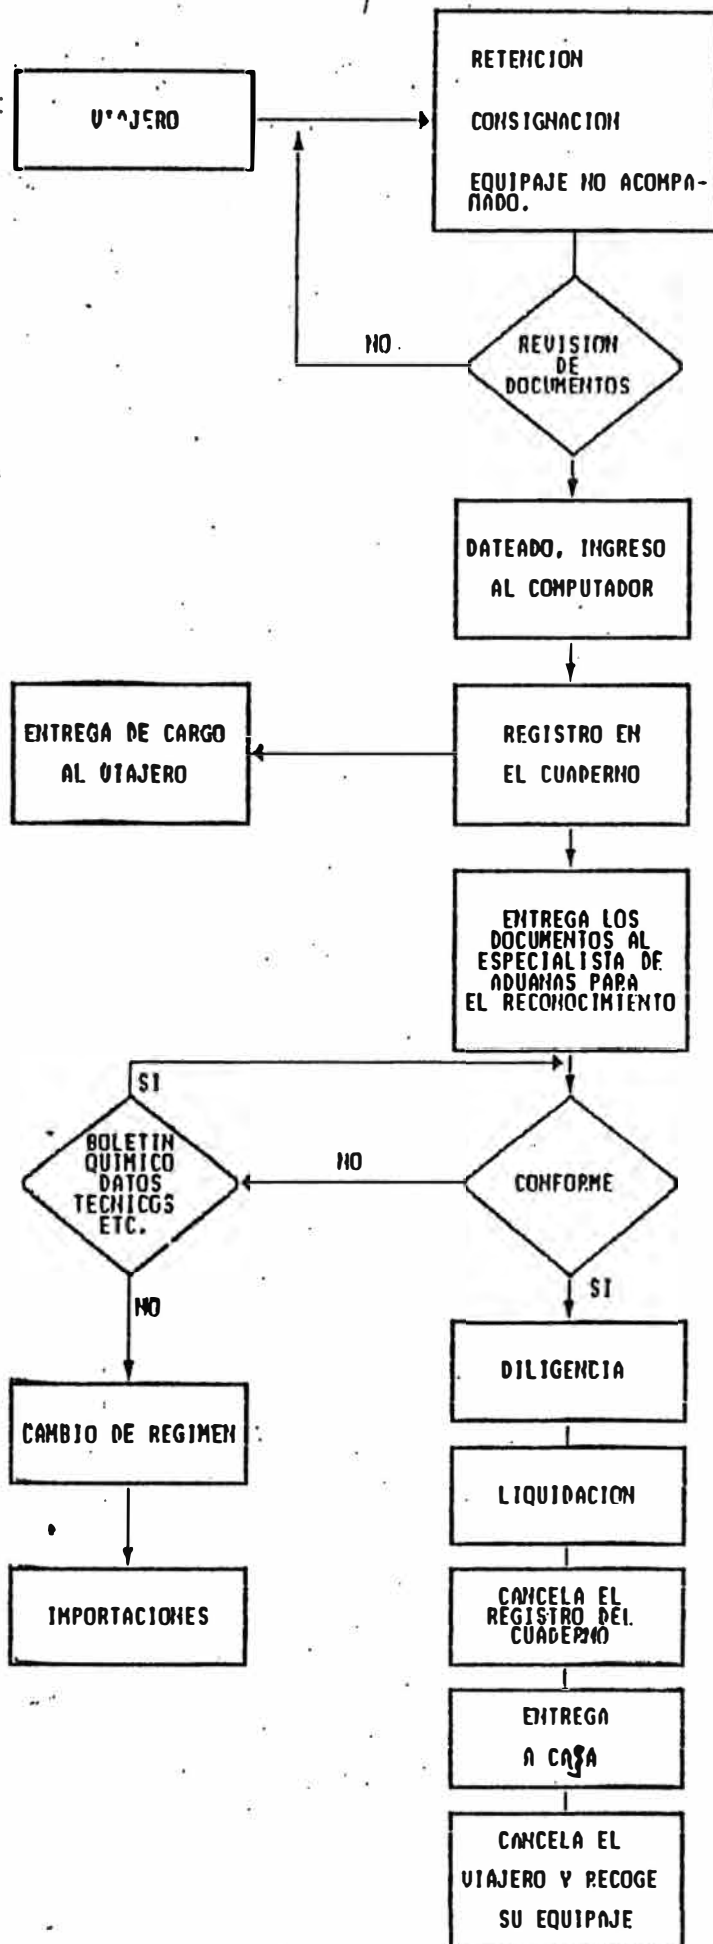 VIAJERO
RETENCION
CONSIGNACION
EQUIPAJE NO ACOMPA-
ÑADO.
NO
REVISION
DE
DOCUMENTOS
DATEADO, INGRESO
AL COMPUTADOR
ENTREGA DE CARGO
AL VIAJERO
REGISTRO EN
EL CUADERNO
ENTREGA LOS
DOCUMENTOS AL
ESPECIALISTA DE
ADUANAS PARA
EL RECONOCIMIENTO
SI
BOLETIN
QUIMICO
DATOS
TECNICOS
ETC.
NO
CONFORME
SI
NO
DILIGENCIA
CAMBIO DE REGIMEN
LIQUIDACION
IMPORTACIONES
CANCELA EL
REGISTRO DEL
CUADERNO
ENTREGA
A
CANCELA EL
VIAJERO Y RECOGE
SU EQUIPAJE